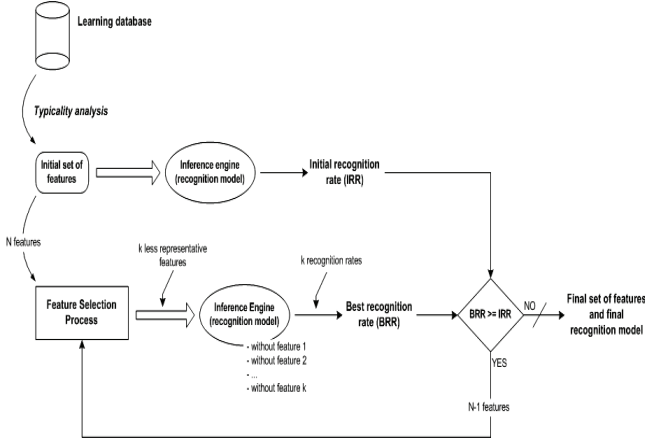 Learning database
Typicality analysis
Initial set of
features
Inference engine
(recognition model)
Initial recognition
rate (IRR)
N features
k less representative
features
k recognition rates
Feature Selection
Process
Inference Engine
(recognition model)
Best recognition
rate (BRR)
BRR >= IRR
NO
Final set of features
and final
recognition model
- without feature 1
- without feature 2
- ...
- without feature k
YES
N-1 features